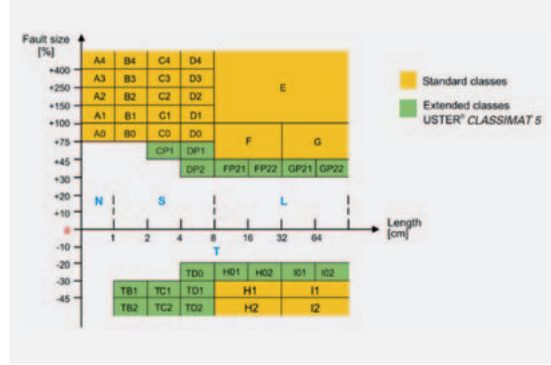 Fault size
[%]
A4 B4 C4 D4
+400
A3 B3 C3 D3
+250
E
A2 B2 C2 D2
+150
A1 B1 C1 D1
+100
A0 B0 C0 D0
F G
+75
CP1 DP1
+45
DP2 FP21 FP22 GP21 GP22
+30
+20
N S L
+10
0
Length
[cm]
1 2 4 8 16 32 64
-10
T
-20
TD0 H01 H02 I01 I02
-30
TB1 TC1 TD1 H1 I1
-45
TB2 TC2 TD2 H2 I2
Standard classes
Extended classes
USTER® CLASSIMAT 5